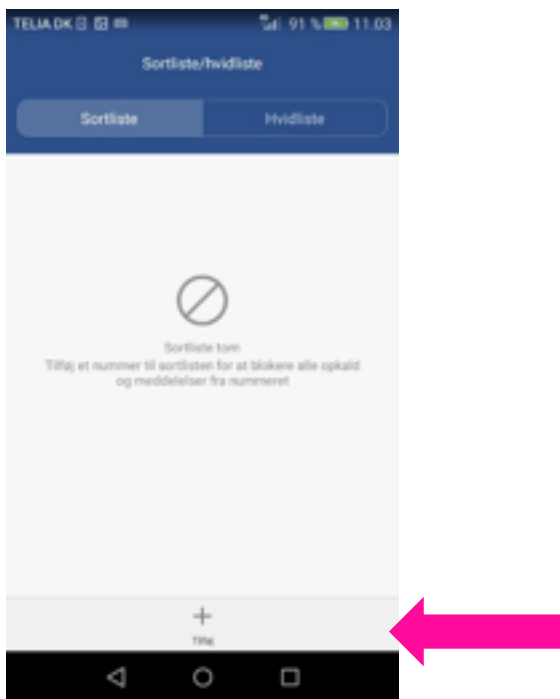 TELIA DK 91 % 11.03
Sortliste/hvidliste
Sortliste Hvidliste
Sortliste tom
Tilføj et nummer til sortlisten for at blokere alle opkald
og meddelelser fra nummeret
Tilføj